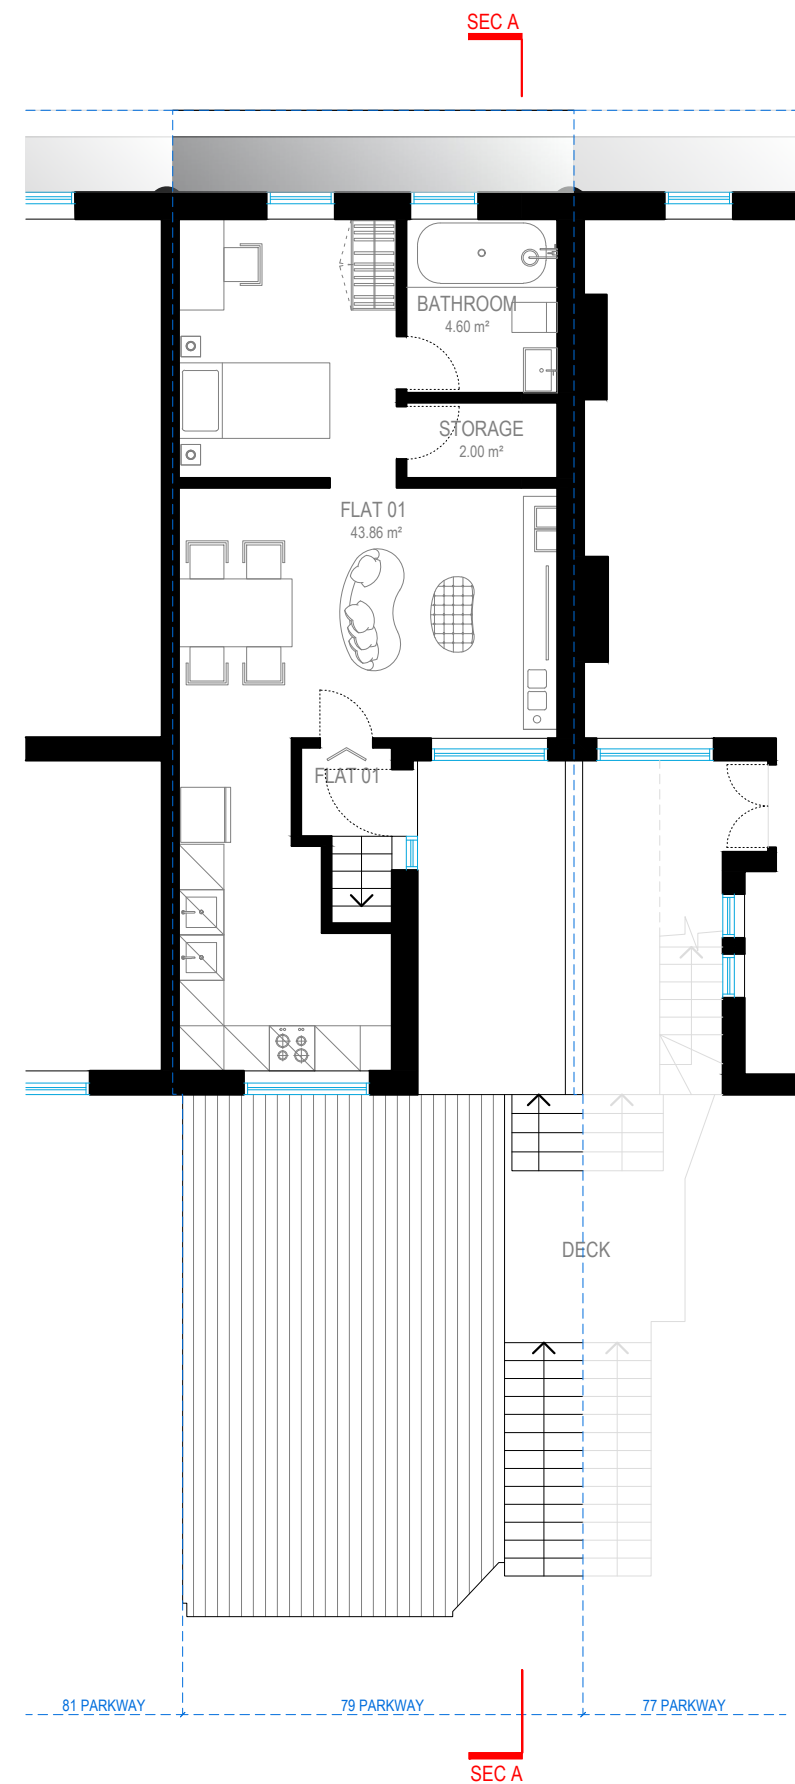 SEC A
BATHROOM
4.60 m²
STORAGE
2.00 m²
FLAT 01
43.86 m²
FLAT 01
DECK
81 PARKWAY
79 PARKWAY
77 PARKWAY
SEC A